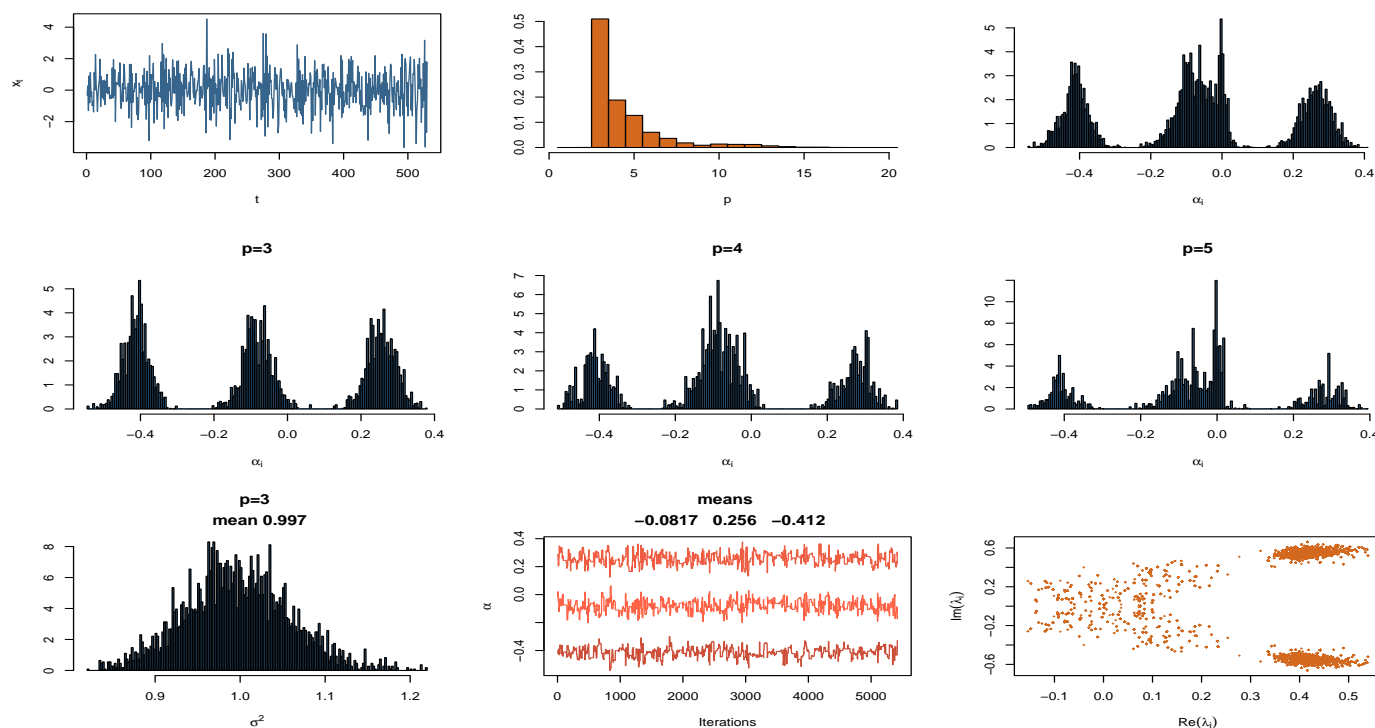 x_t
2
0
−2
0 100 200 300 400 500
t
0.5
0.4
0.3
0.2
0.1
0.0
0 5 10 15 20
p
5
4
3
2
1
0
−0.4 −0.2 0.0 0.2 0.4
α_i
p=3
5
4
3
2
1
0
−0.4 −0.2 0.0 0.2 0.4
α_i
p=4
7
6
5
4
3
2
1
0
−0.4 −0.2 0.0 0.2 0.4
α_i
p=5
10
8
6
4
2
0
−0.4 −0.2 0.0 0.2 0.4
α_i
p=3
mean 0.997
8
6
4
2
0
0.9 1.0 1.1 1.2
σ²
means
−0.0817 0.256 −0.412
α
0.4
0.2
0.0
−0.4
0 1000 2000 3000 4000 5000
Iterations
Im(λ_i)
0.6
0.2
−0.2
−0.6
−0.1 0.0 0.1 0.2 0.3 0.4 0.5
Re(λ_i)